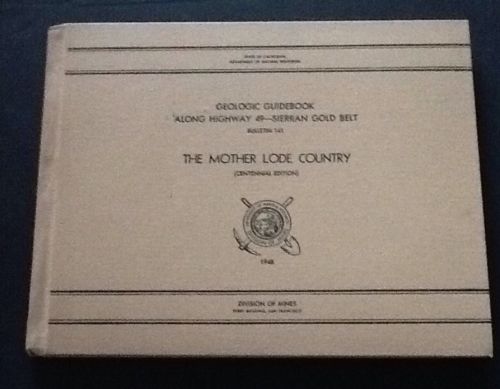 STATE OF CALIFORNIA
DEPARTMENT OF NATURAL RESOURCES
GEOLOGIC GUIDEBOOK
ALONG HIGHWAY 49—SIERRAN GOLD BELT
BULLETIN 141
THE MOTHER LODE COUNTRY
(CENTENNIAL EDITION)
1948
DIVISION OF MINES
FERRY BUILDING, SAN FRANCISCO